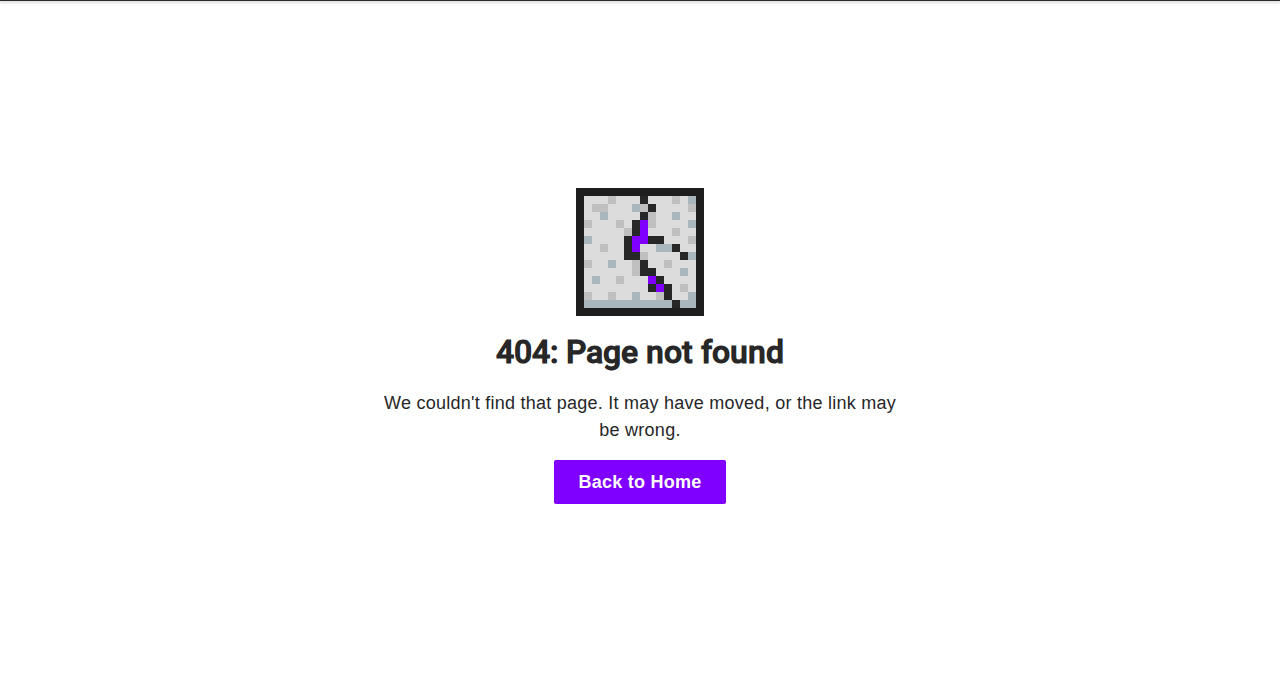 404: Page not found
We couldn't find that page. It may have moved, or the link may
be wrong.
Back to Home